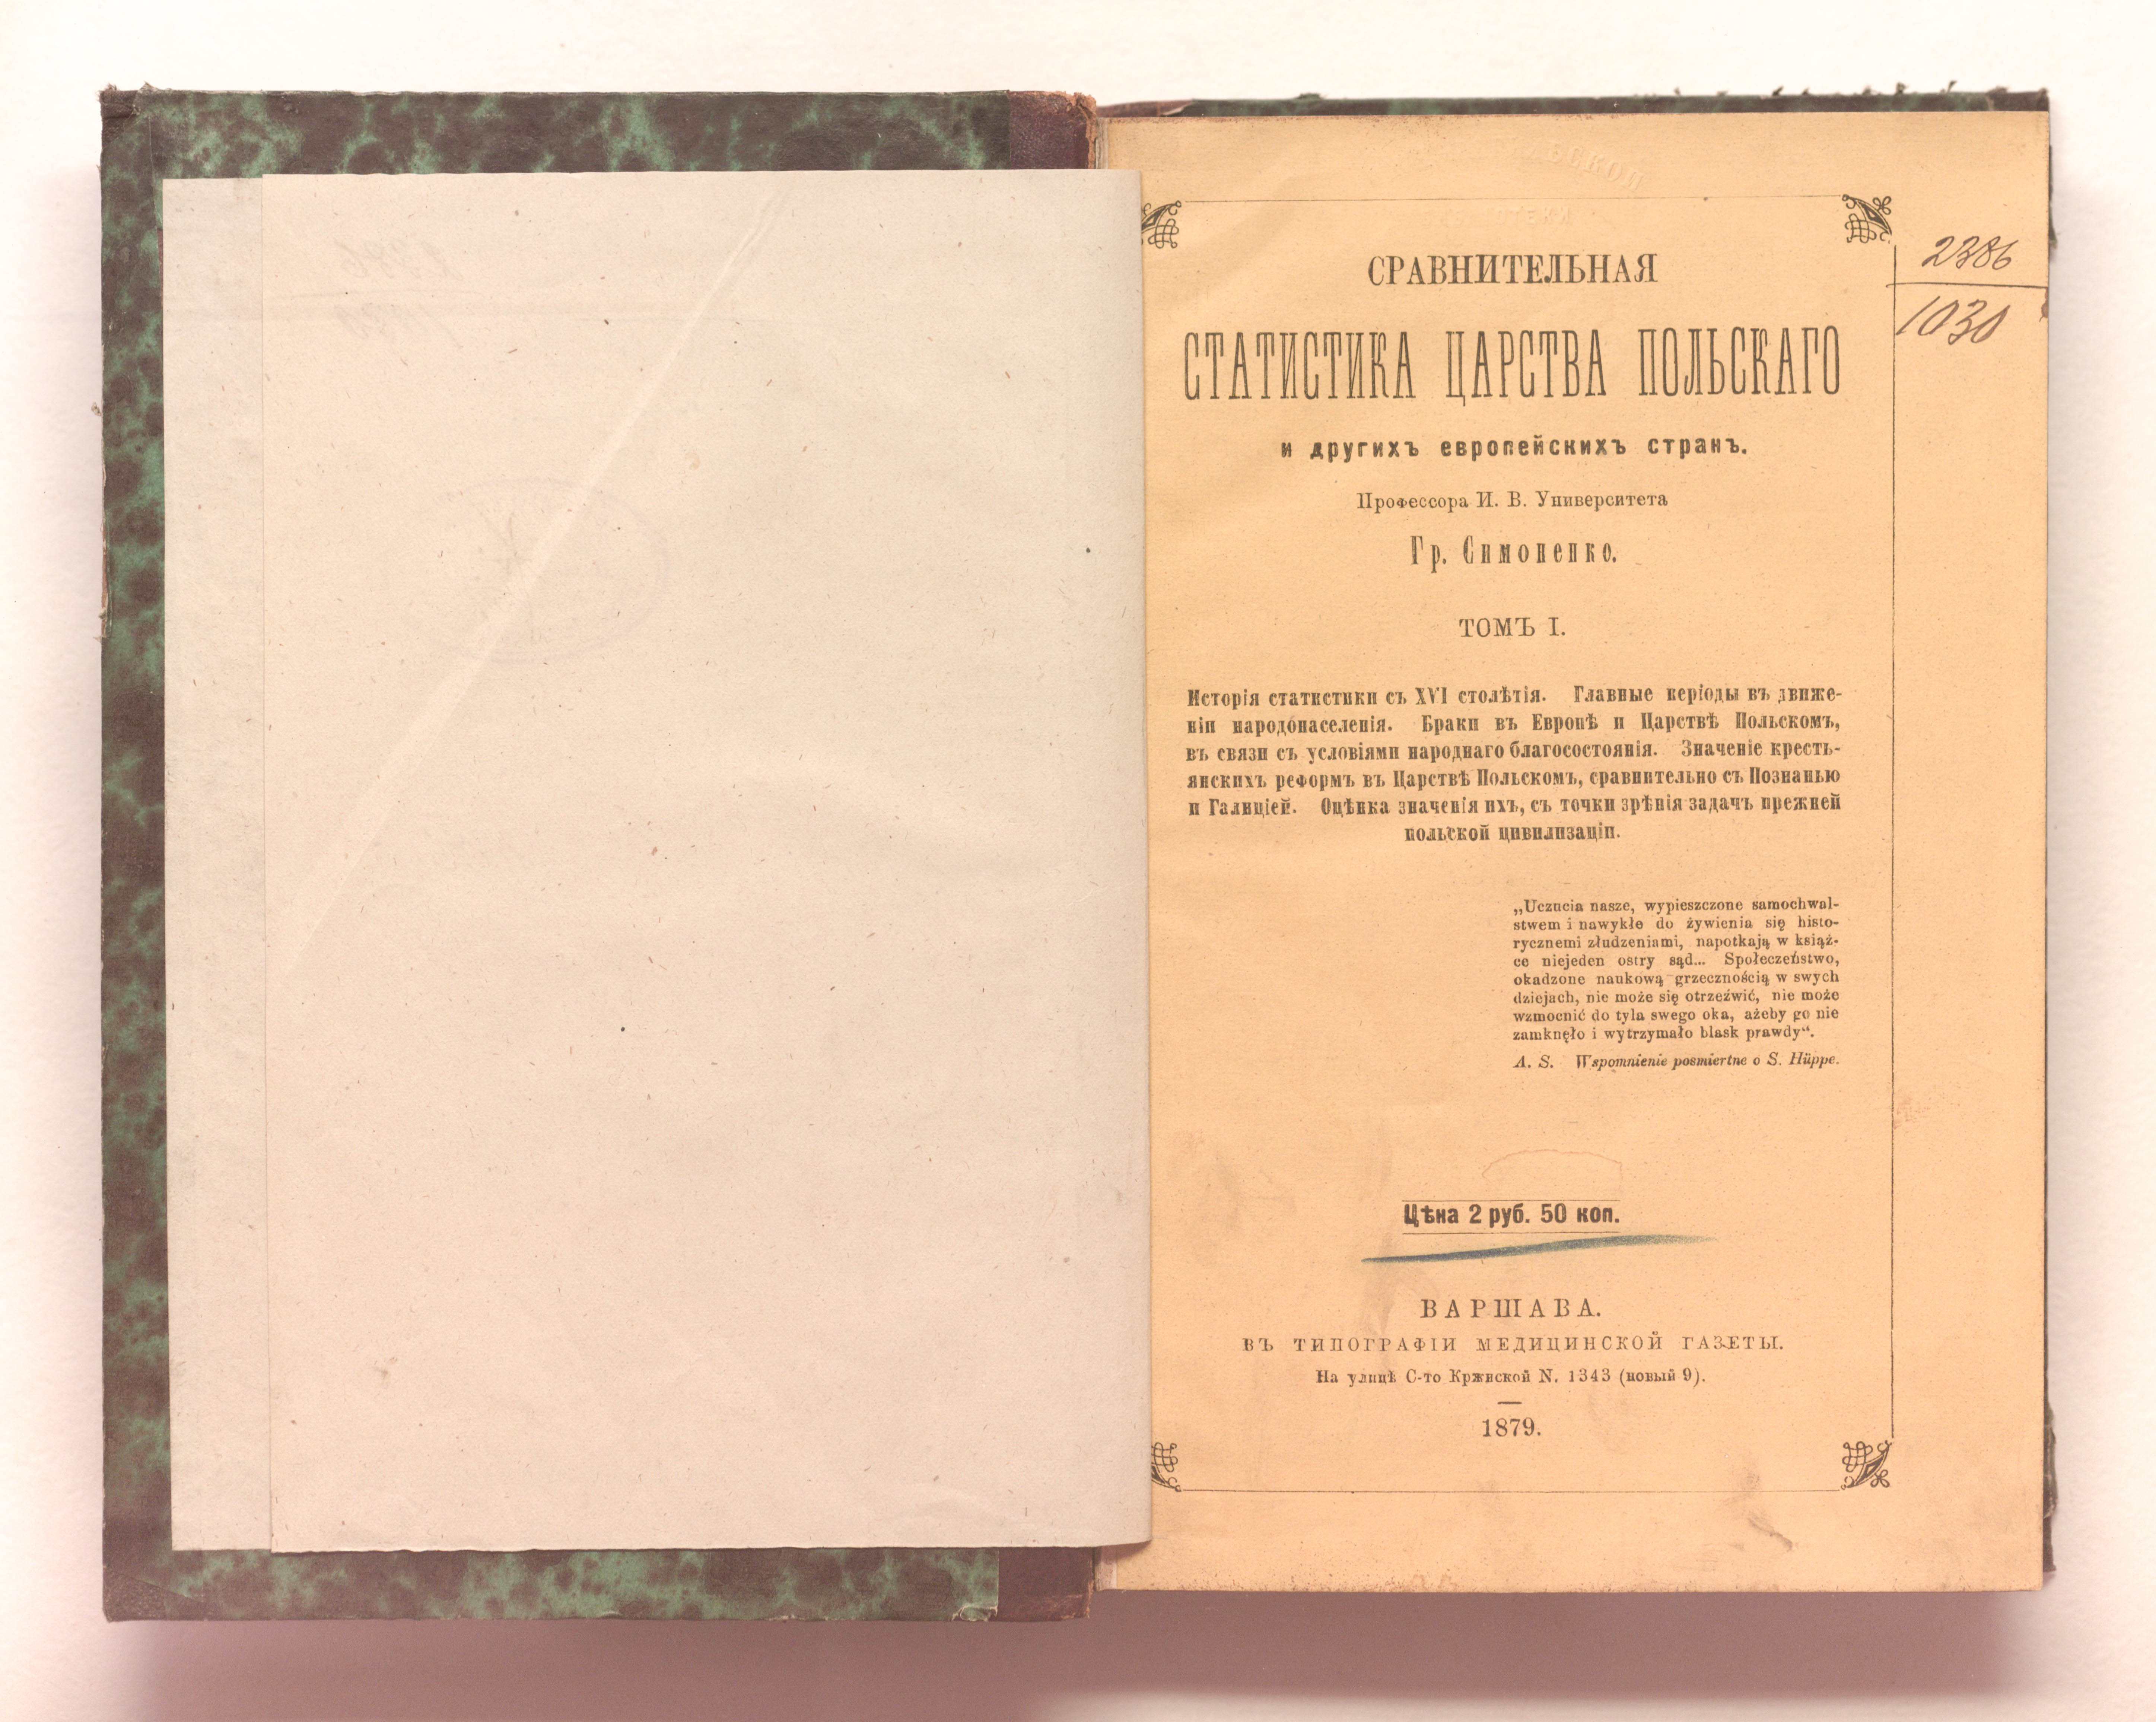 СРАВНИТЕЛЬНАЯ
СТАТИСТИКА ЦАРСТВА ПОЛЬСКАГО
и другихъ европейскихъ странъ.
Профессора И. В. Университета
Гр. Симоненко.
ТОМЪ I.
Исторія статистики съ XVI столѣтія. Главные періоды въ движе-
ніи народонаселенія. Браки въ Европѣ и Царствѣ Польскомъ,
въ связи съ условіями народнаго благосостоянія. Значеніе кресть-
янскихъ реформъ въ Царствѣ Польскомъ, сравнительно съ Познанью
и Галиціей. Оцѣнка значенія ихъ, съ точки зрѣнія задачъ прежней
польской цивилизаціи.
„Uczucia nasze, wypieszczone samochwal-
stwem i nawykłe do żywienia się histo-
rycznemi złudzeniami, napotkają w książ-
ce niejeden ostry sąd... Społeczeństwo,
okadzone naukową grzecznością w swych
dziejach, nie może się otrzeźwić, nie może
wzmocnić do tyla swego oka, ażeby go nie
zamknęło i wytrzymało blask prawdy“.
A. S. Wspomnienie posmiertne o S. Hüppe.
Цѣна 2 руб. 50 коп.
ВАРШАВА.
ВЪ ТИПОГРАФІИ МЕДИЦИНСКОЙ ГАЗЕТЫ.
На улицѣ С-то Кржиской N. 1343 (новый 9).
1879.
2386
1030